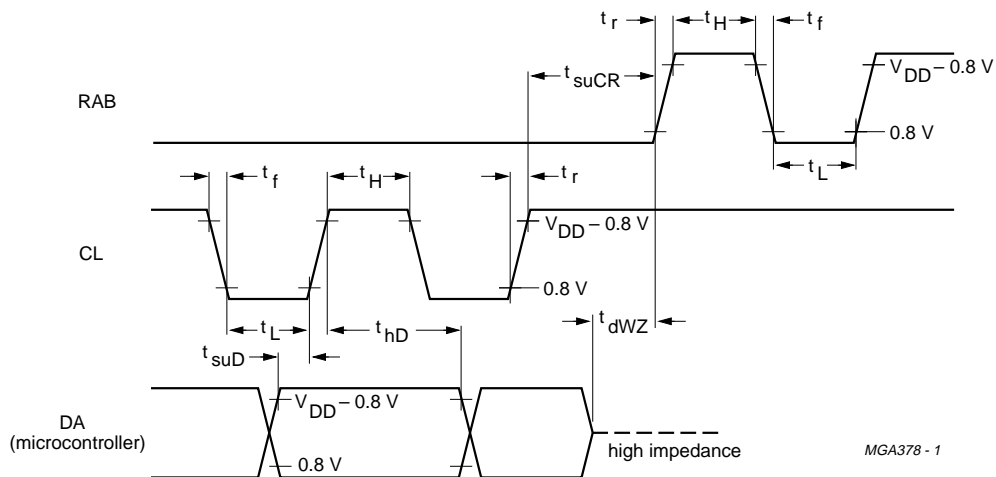 t r
t H
t f
t suCR
V DD – 0.8 V
RAB
0.8 V
t L
t f
t H
t r
V DD – 0.8 V
CL
0.8 V
t L
t hD
t dWZ
t suD
V DD – 0.8 V
DA
(microcontroller)
high impedance
0.8 V
MGA378 - 1